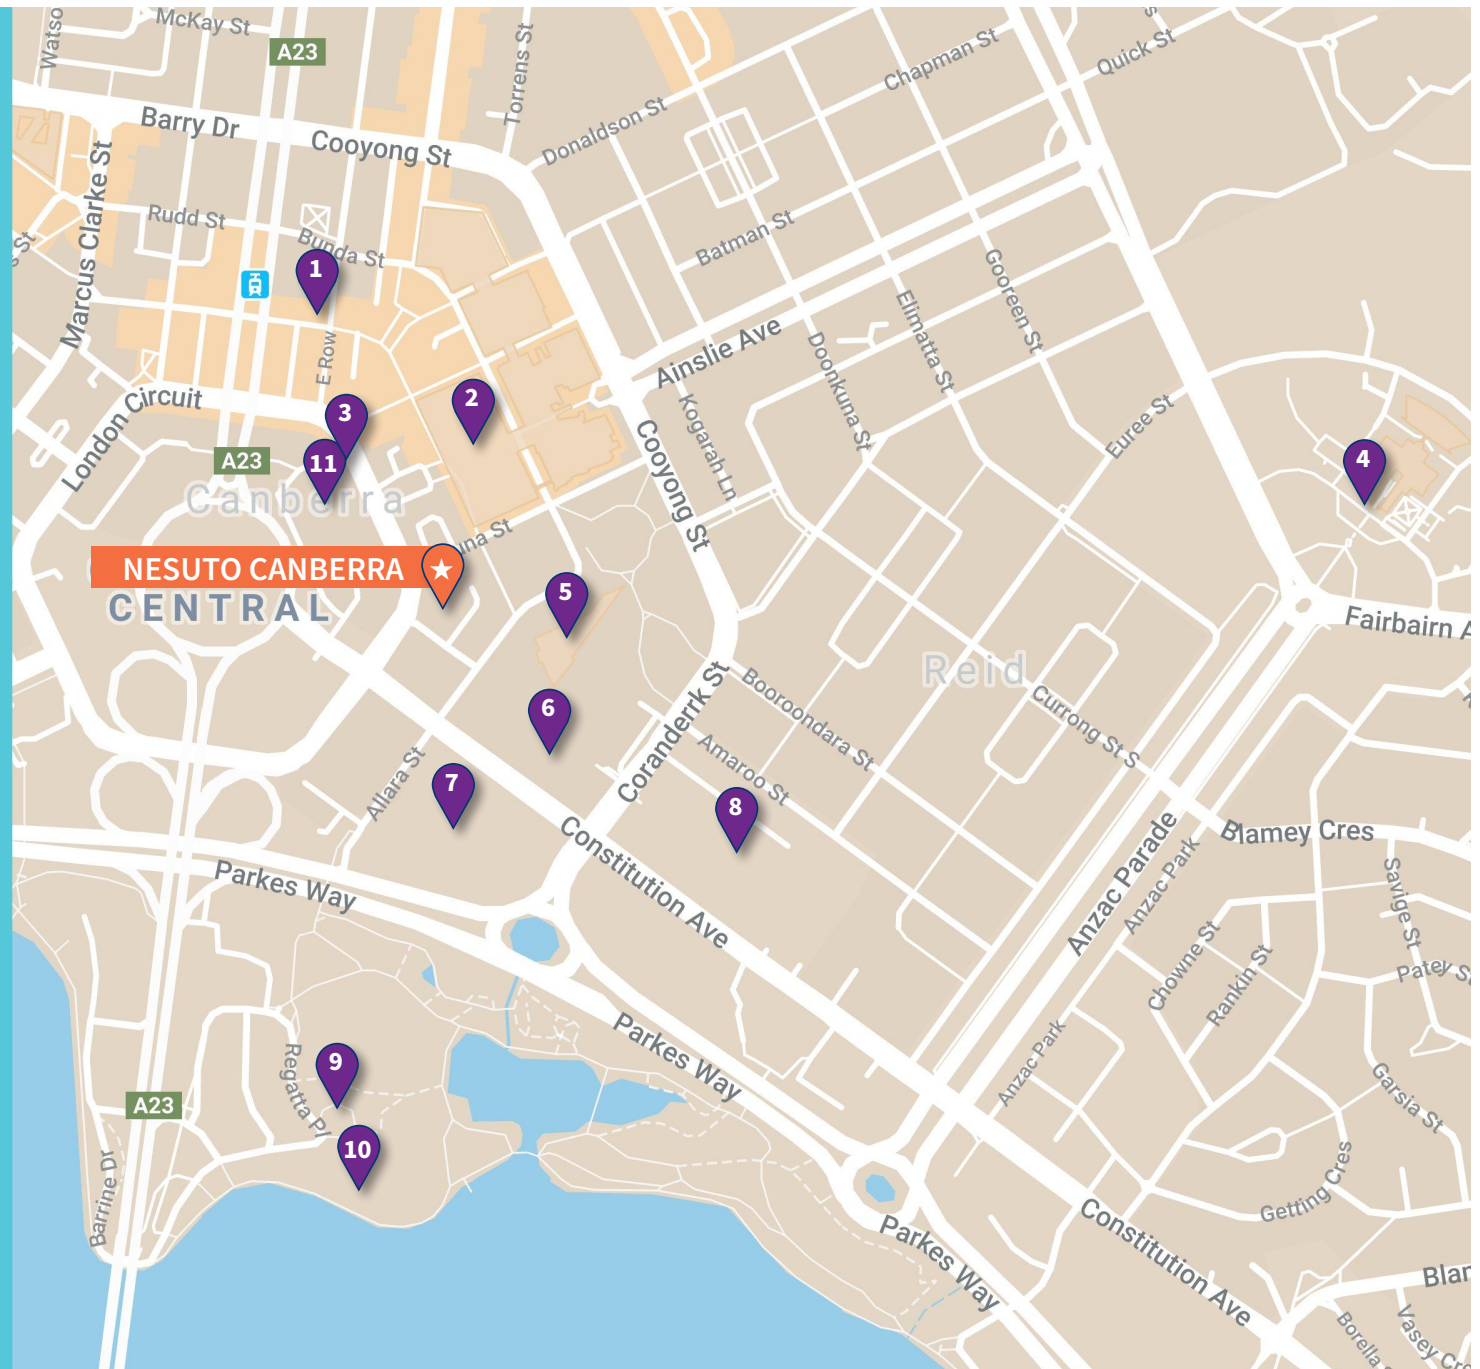 McKay St
A23
Torrens St
Chapman St
Quick St
Donaldson St
Barry Dr
Cooyong St
Marcus Clarke St
Rudd St
Bunda St
Batman St
Gooreen St
1
Elimatta St
E Row
Ainslie Ave
Doonkuna St
London Circuit
2
3
Kogarah Ln
Cooyong St
Euree St
A23
11
4
Canberra
una St
NESUTO CANBERRA
CENTRAL
5
Fairbairn A
Reid
Booroondara St
Currong St S
6
Amaroo St
Coranderrk St
Allara St
7
8
Constitution Ave
Blamey Cres
Anzac Parade
Anzac Park
Savige St
Parkes Way
Chowne St
Rankin St
Patey S
Parkes Way
Anzac Park
Regatta Pl
9
Garsia St
A23
10
Barrine Dr
Getting Cres
Parkes Way
Constitution Ave
Blar
Borella S
Vasey Cr